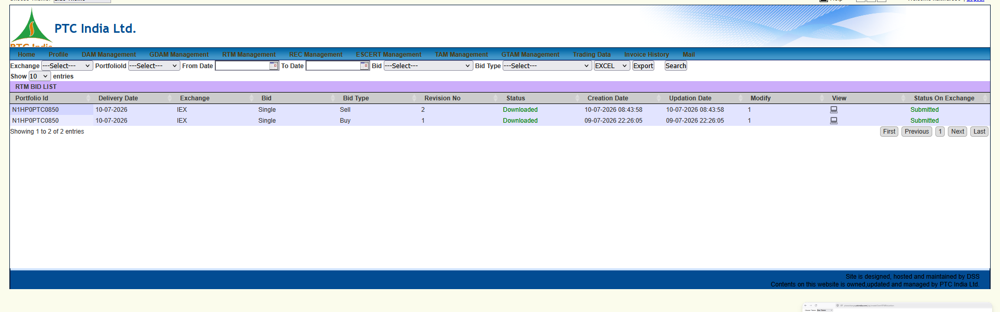 Logout
PTC India Ltd.
PTC India
Home Profile DAM Management GDAM Management RTM Management REC Management ESCERT Management TAM Management GTAM Management Trading Data Invoice History Mail
Exchange ---Select--- PortfolioId ---Select--- From Date To Date Bid ---Select--- Bid Type ---Select--- EXCEL Export Search
Show 10 entries
RTM BID LIST
Portfolio Id Delivery Date Exchange Bid Bid Type Revision No Status Creation Date Updation Date Modify View Status On Exchange
N1HP0PTC0850 10-07-2026 IEX Single Sell 2 Downloaded 10-07-2026 08:43:58 10-07-2026 08:43:58 1 Submitted
N1HP0PTC0850 10-07-2026 IEX Single Buy 1 Downloaded 09-07-2026 22:26:05 09-07-2026 22:26:05 1 Submitted
Showing 1 to 2 of 2 entries First Previous 1 Next Last
Site is designed, hosted and maintained by DSS
Contents on this website is owned,updated and managed by PTC India Ltd.